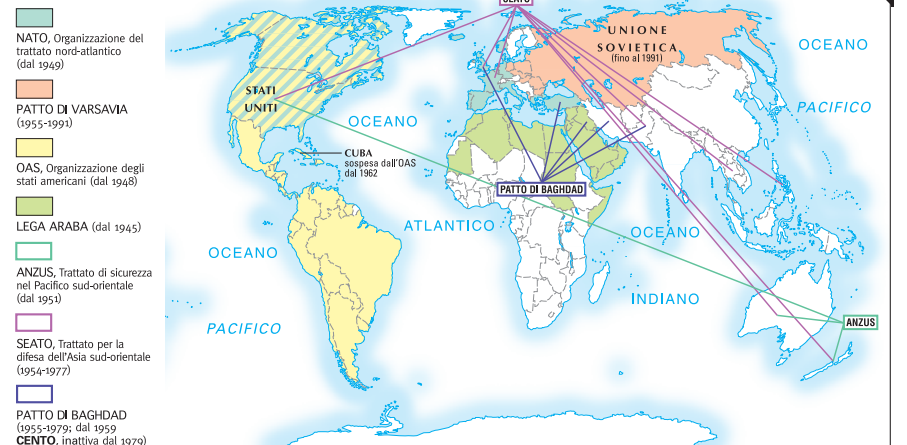 NATO, Organizzazione del
trattato nord-atlantico
(dal 1949)
PATTO DI VARSAVIA
(1955-1991)
OAS, Organizzazione degli
stati americani (dal 1948)
LEGA ARABA (dal 1945)
ANZUS, Trattato di sicurezza
nel Pacifico sud-orientale
(dal 1951)
SEATO, Trattato per la
difesa dell'Asia sud-orientale
(1954-1977)
PATTO DI BAGHDAD
(1955-1979; dal 1959
CENTO, inattiva dal 1979)
SEATO
UNIONE
SOVIETICA
(fino al 1991)
OCEANO
PACIFICO
STATI
UNITI
OCEANO
ATLANTICO
CUBA
sospesa dall'OAS
dal 1962
PATTO DI BAGHDAD
OCEANO
PACIFICO
OCEANO
INDIANO
ANZUS